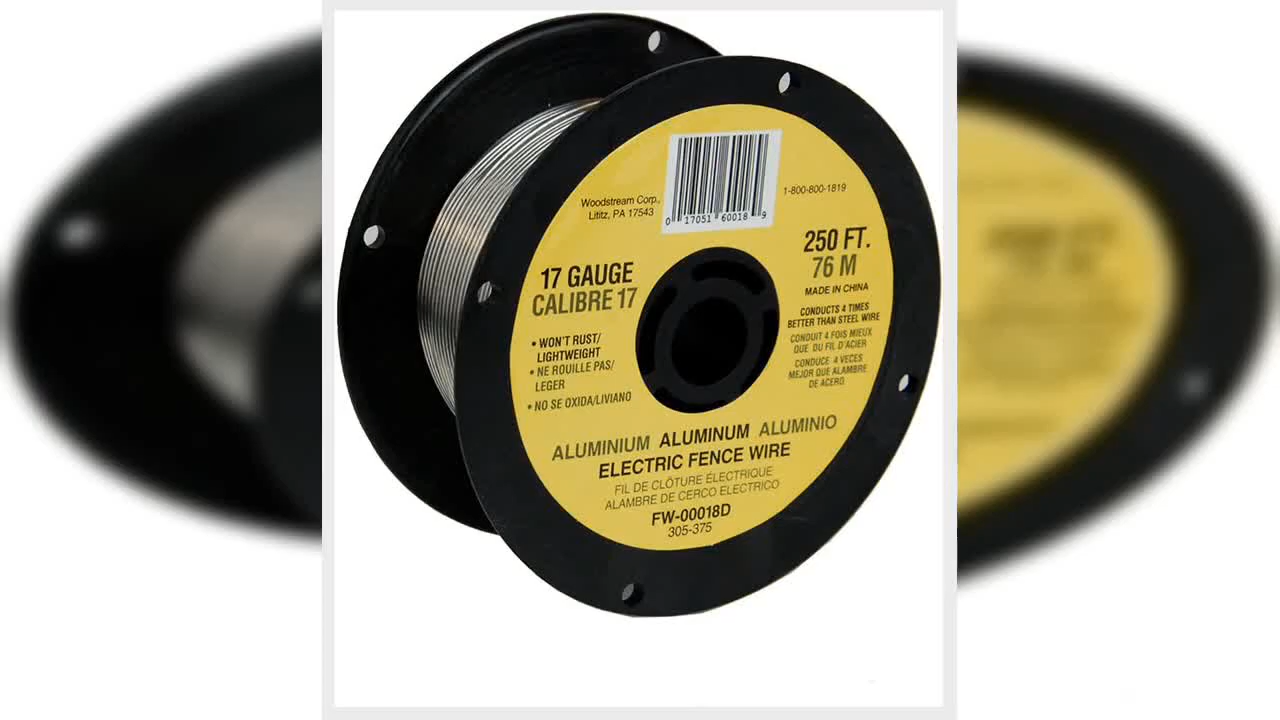 Woodstream Corp.,
Lititz, PA 17543
0 17051 60018 9
1-800-800-1819
17 GAUGE
CALIBRE 17
• WON'T RUST/
LIGHTWEIGHT
• NE ROUILLE PAS/
LEGER
• NO SE OXIDA/LIVIANO
250 FT.
76 M
MADE IN CHINA
CONDUCTS 4 TIMES
BETTER THAN STEEL WIRE
CONDUIT 4 FOIS MIEUX
QUE DU FIL D'ACIER
CONDUCE 4 VECES
MEJOR QUE ALAMBRE
DE ACERO
ALUMINIUM ALUMINUM ALUMINIO
ELECTRIC FENCE WIRE
FIL DE CLÔTURE ÉLECTRIQUE
ALAMBRE DE CERCO ELECTRICO
FW-00018D
305-375